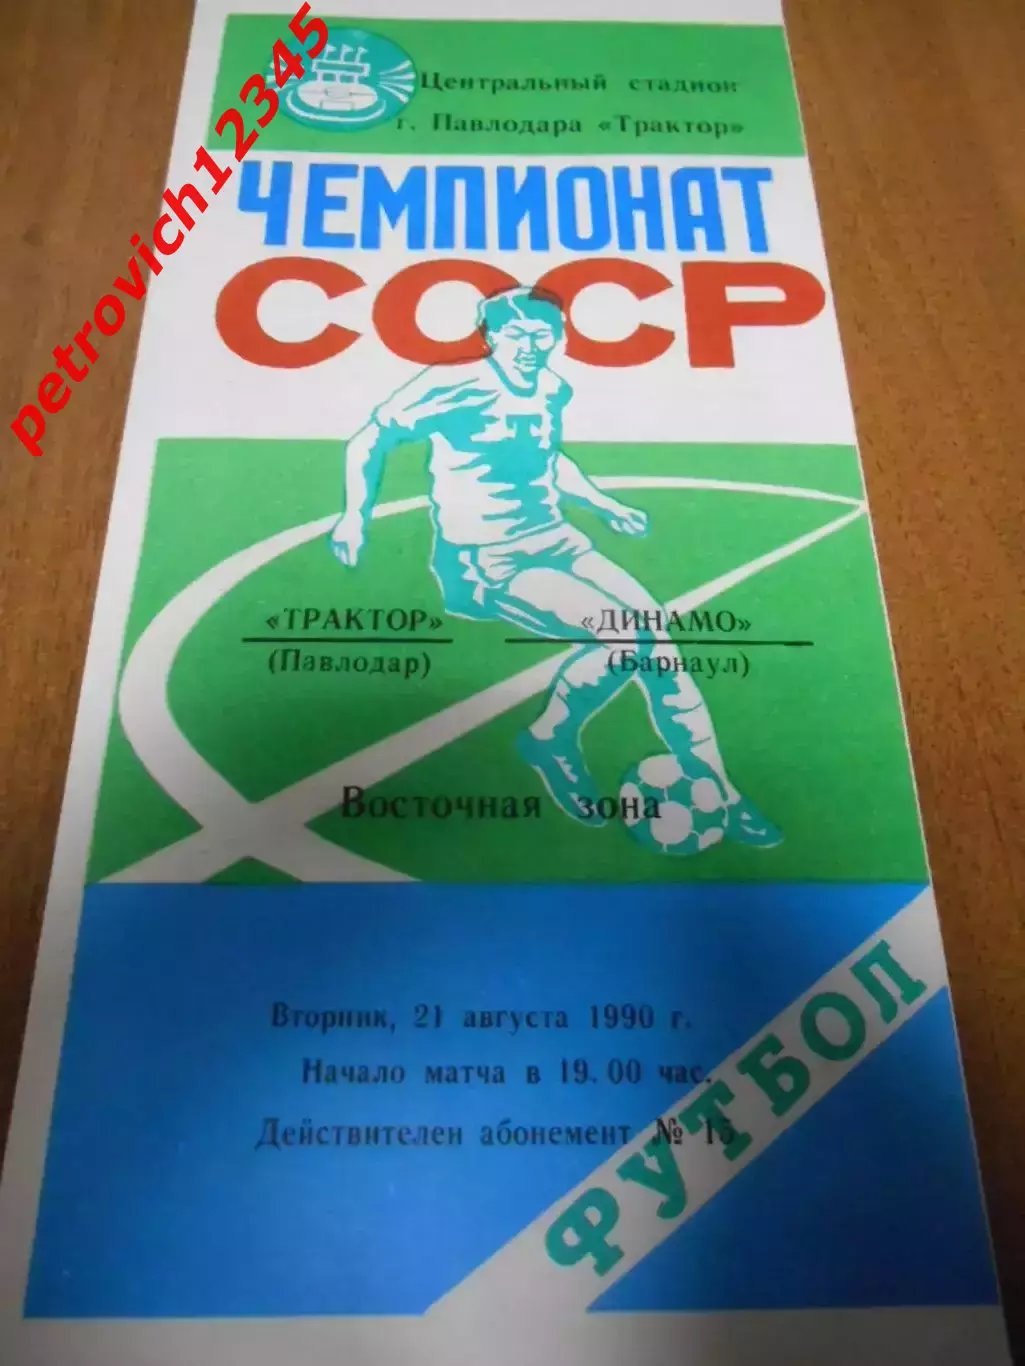 petrovich12345
Центральный стадион
г. Павлодара «Трактор»
ЧЕМПИОНАТ
СССР
Т
«ТРАКТОР» «ДИНАМО»
(Павлодар) (Барнаул)
Восточная зона
Вторник, 21 августа 1990 г.
Начало матча в 19.00 час.
Действителен абонемент № 15
ФУТБОЛ